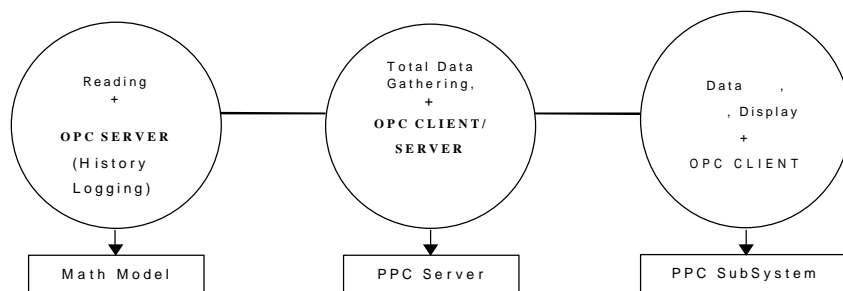 Reading
+
OPC SERVER
(History
Logging)
Total Data
Gathering,
+
OPC CLIENT/
SERVER
Data ,
, Display
+
OPC CLIENT
Math Model
PPC Server
PPC SubSystem